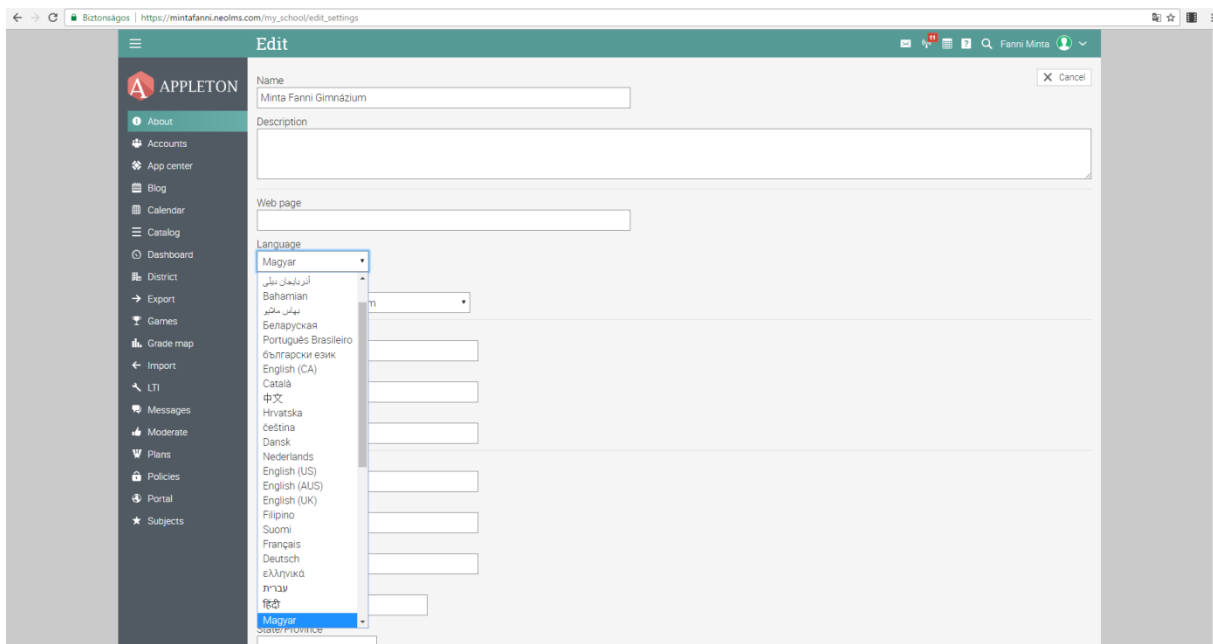 Biztonságos | https://mintafanni.neolms.com/my_school/edit_settings
Edit
11
Fanni Minta
APPLETON
About
Accounts
App center
Blog
Calendar
Catalog
Dashboard
District
Export
Games
Grade map
Import
LTI
Messages
Moderate
Plans
Policies
Portal
Subjects
Cancel
Name
Minta Fanni Gimnázium
Description
Web page
Language
Magyar
Bahamian
بهاس ملايو
Беларуская
m
Português Brasileiro
български език
English (CA)
Català
中文
Hrvatska
čeština
Dansk
Nederlands
English (US)
English (AUS)
English (UK)
Filipino
Suomi
Français
Deutsch
ελληνικά
עברית
हिंदी
Magyar
State/Province